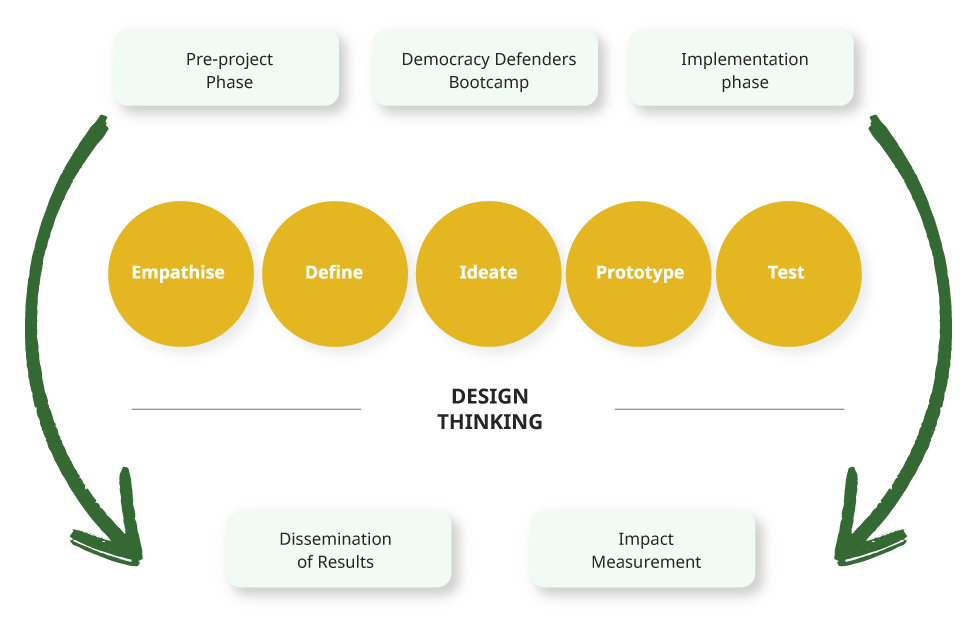 Pre-project
Phase
Democracy Defenders
Bootcamp
Implementation
phase
Empathise
Define
Ideate
Prototype
Test
DESIGN
THINKING
Dissemination
of Results
Impact
Measurement